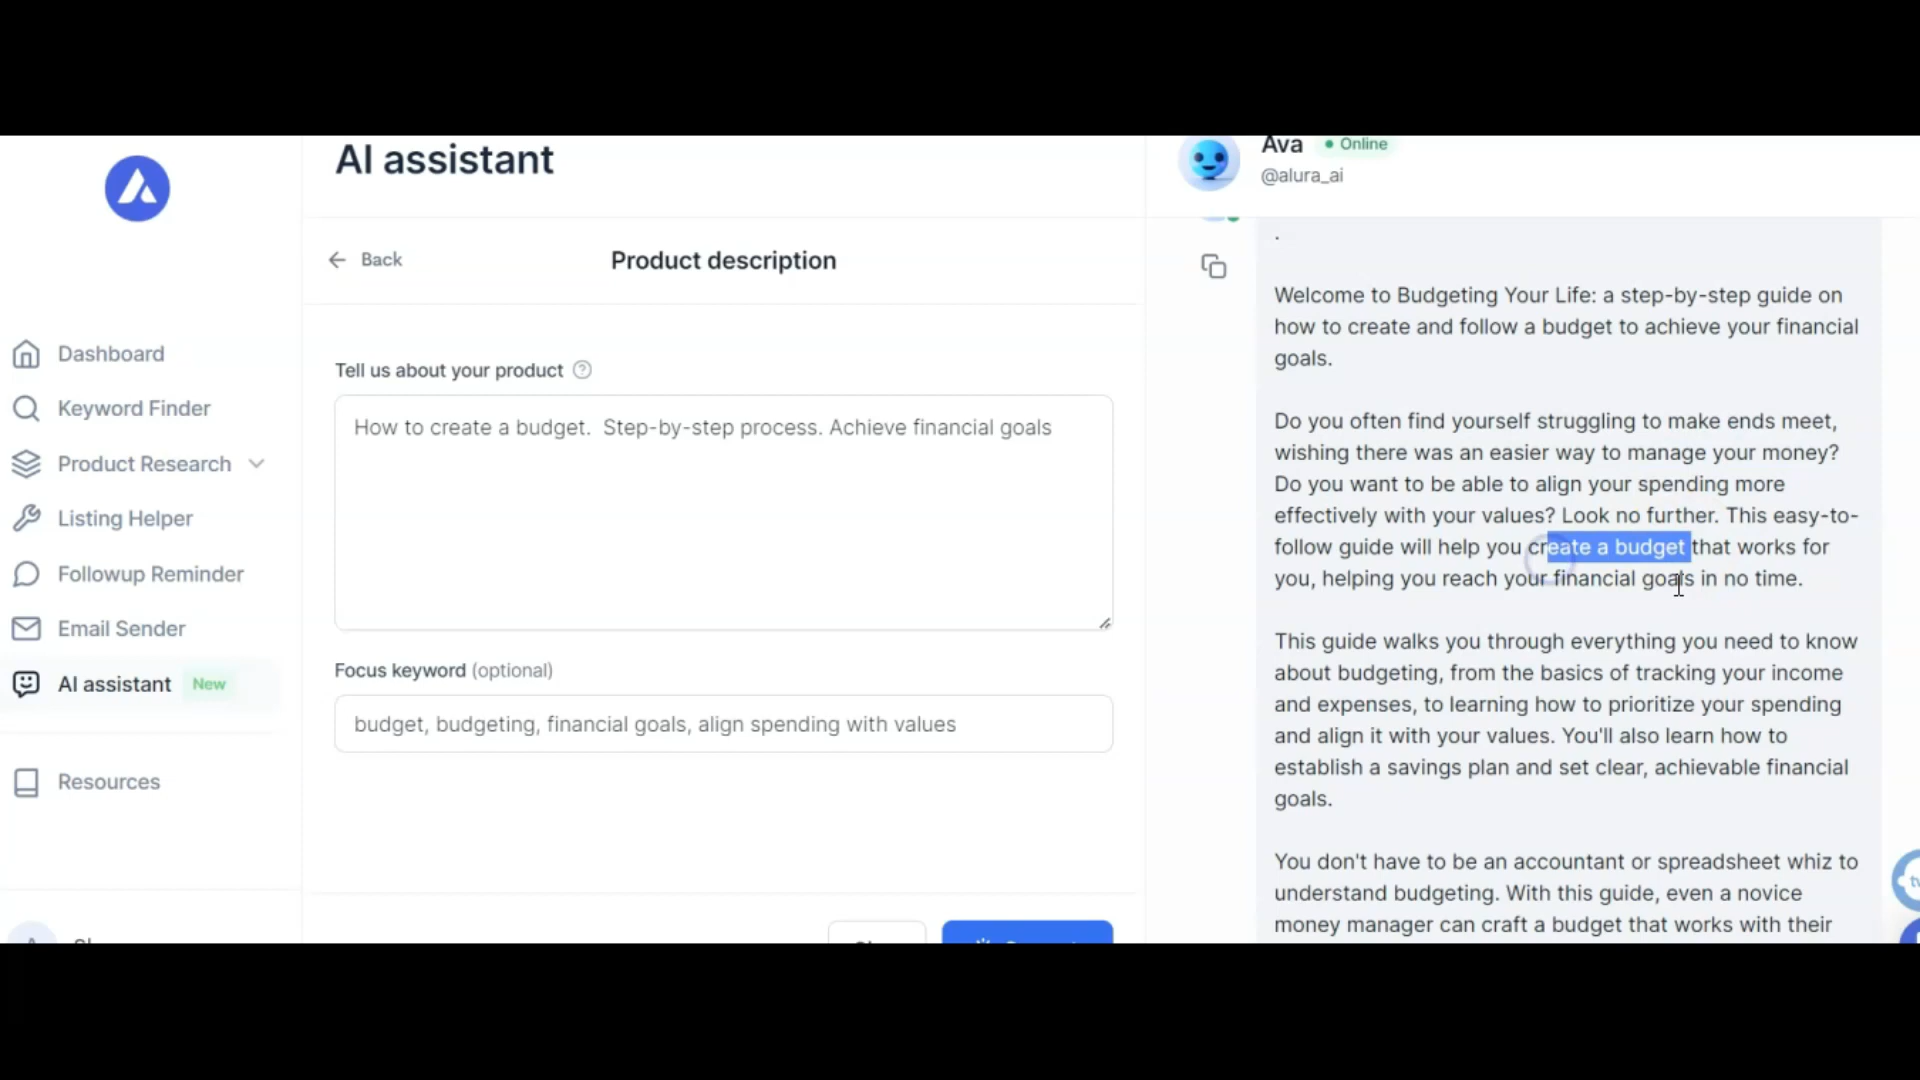 AI assistant
Ava
Online
@alura_ai
Back
Product description
Dashboard
Keyword Finder
Product Research
Listing Helper
Followup Reminder
Email Sender
AI assistant
New
Resources
Tell us about your product
How to create a budget.  Step-by-step process. Achieve financial goals
Focus keyword (optional)
budget, budgeting, financial goals, align spending with values
.
Welcome to Budgeting Your Life: a step-by-step guide on
how to create and follow a budget to achieve your financial
goals.
Do you often find yourself struggling to make ends meet,
wishing there was an easier way to manage your money?
Do you want to be able to align your spending more
effectively with your values? Look no further. This easy-to-
follow guide will help you create a budget that works for
you, helping you reach your financial goals in no time.
This guide walks you through everything you need to know
about budgeting, from the basics of tracking your income
and expenses, to learning how to prioritize your spending
and align it with your values. You'll also learn how to
establish a savings plan and set clear, achievable financial
goals.
You don't have to be an accountant or spreadsheet whiz to
understand budgeting. With this guide, even a novice
money manager can craft a budget that works with their